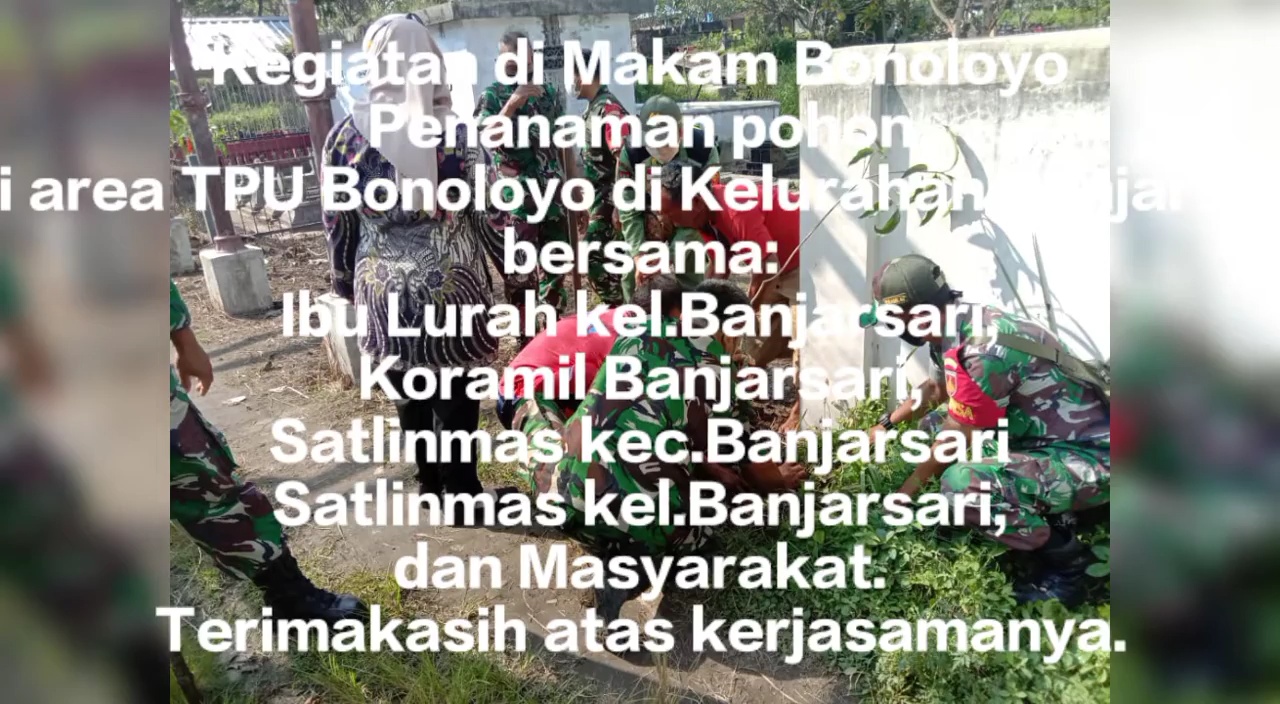 Kegiatan di Makam Bonoloyo
Penanaman pohon
i area TPU Bonoloyo di Kelurahan
bersama:
Ibu Lurah kel.Banjarsari,
Koramil Banjarsari,
Satlinmas kec.Banjarsari
Satlinmas kel.Banjarsari,
dan Masyarakat.
Terimakasih atas kerjasamanya.